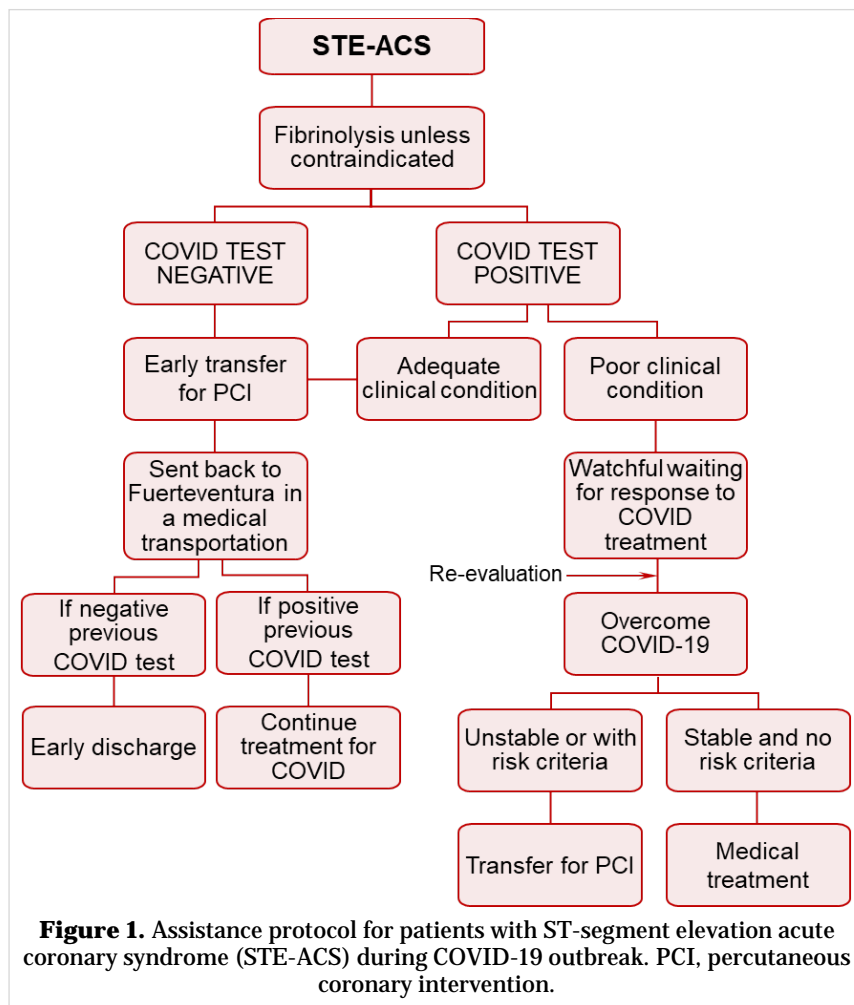 STE-ACS
Fibrinolysis unless
contraindicated
COVID TEST
NEGATIVE
COVID TEST
POSITIVE
Early transfer
for PCI
Adequate
clinical condition
Poor clinical
condition
Sent back to
Fuerteventura in
a medical
transportation
Watchful waiting
for response to
COVID
treatment
Re-evaluation
If negative
previous
COVID test
If positive
previous
COVID test
Overcome
COVID-19
Early discharge
Continue
treatment for
COVID
Unstable or with
risk criteria
Stable and no
risk criteria
Transfer for PCI
Medical
treatment
Figure 1. Assistance protocol for patients with ST-segment elevation acute
coronary syndrome (STE-ACS) during COVID-19 outbreak. PCI, percutaneous
coronary intervention.